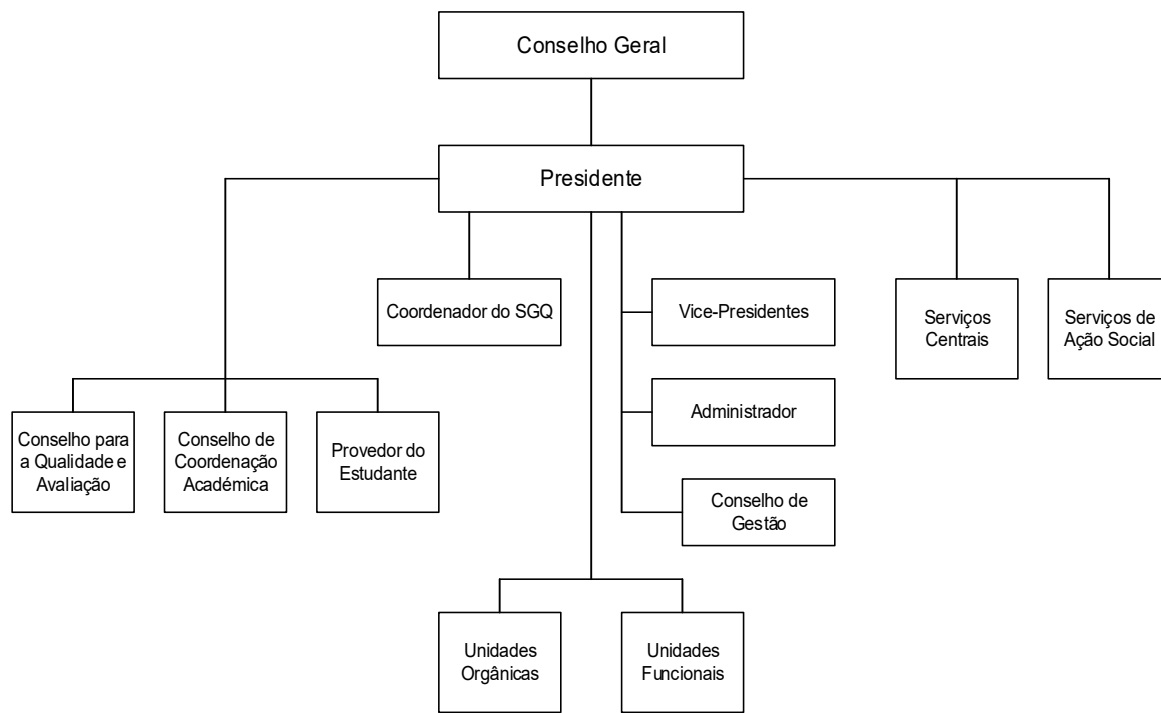 Conselho Geral
Presidente
Coordenador do SGQ
Vice-Presidentes
Serviços
Centrais
Serviços de
Ação Social
Administrador
Conselho para
a Qualidade e
Avaliação
Conselho de
Coordenação
Académica
Provedor do
Estudante
Conselho de
Gestão
Unidades
Orgânicas
Unidades
Funcionais